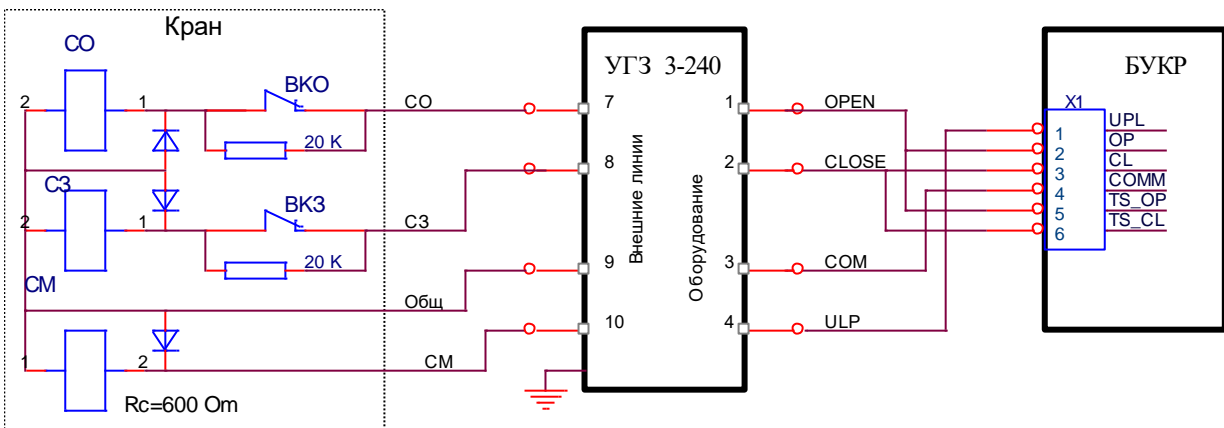 Кран
СО
2
1
ВКО
20 K
СО
СЗ
2
1
ВКЗ
20 K
СЗ
СМ
Общ
1
2
СМ
Rc=600 Om
УГЗ 3-240
7
8
9
10
Внешние линии
Оборудование
1
2
3
4
OPEN
CLOSE
COM
ULP
БУКР
X1
1
2
3
4
5
6
UPL
OP
CL
COMM
TS_OP
TS_CL